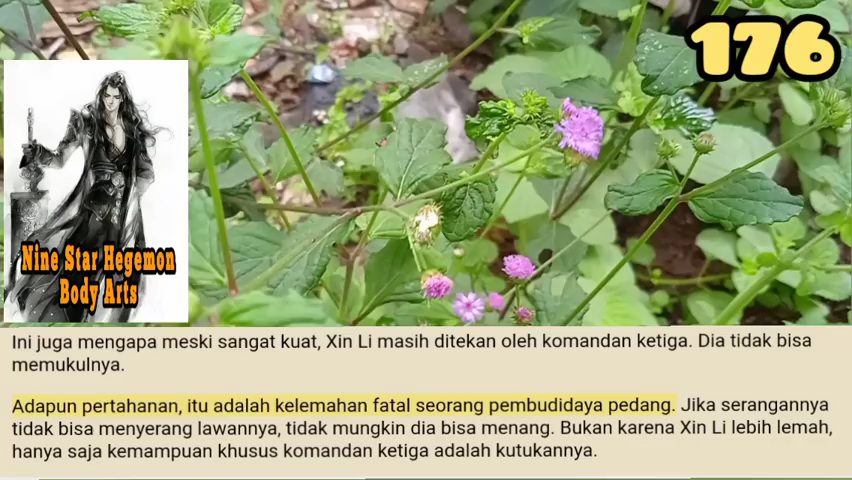 176
Nine Star Hegemon
Body Arts
Ini juga mengapa meski sangat kuat, Xin Li masih ditekan oleh komandan ketiga. Dia tidak bisa
memukulnya.
Adapun pertahanan, itu adalah kelemahan fatal seorang pembudidaya pedang. Jika serangannya
tidak bisa menyerang lawannya, tidak mungkin dia bisa menang. Bukan karena Xin Li lebih lemah,
hanya saja kemampuan khusus komandan ketiga adalah kutukannya.